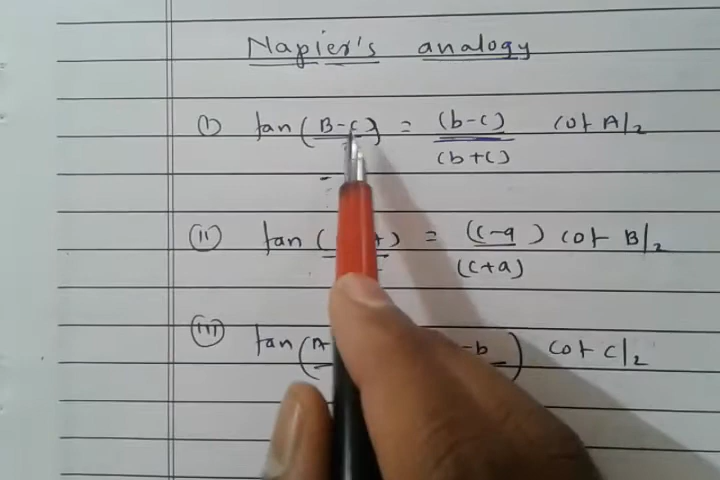 Napier's analogy
(i) tan (B-C) = (b-c) cot A/2
(b+c)
(ii) tan ( ) = (c-a) cot B/2
(c+a)
(iii) tan (A -b) cot C/2